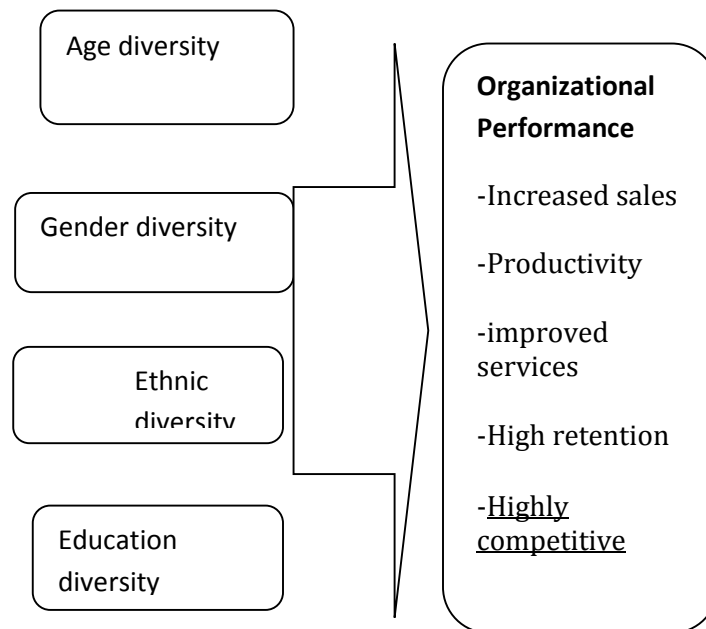 Age diversity
Gender diversity
Ethnic
diversity
Education
diversity
Organizational
Performance
-Increased sales
-Productivity
-improved
services
-High retention
-Highly
competitive